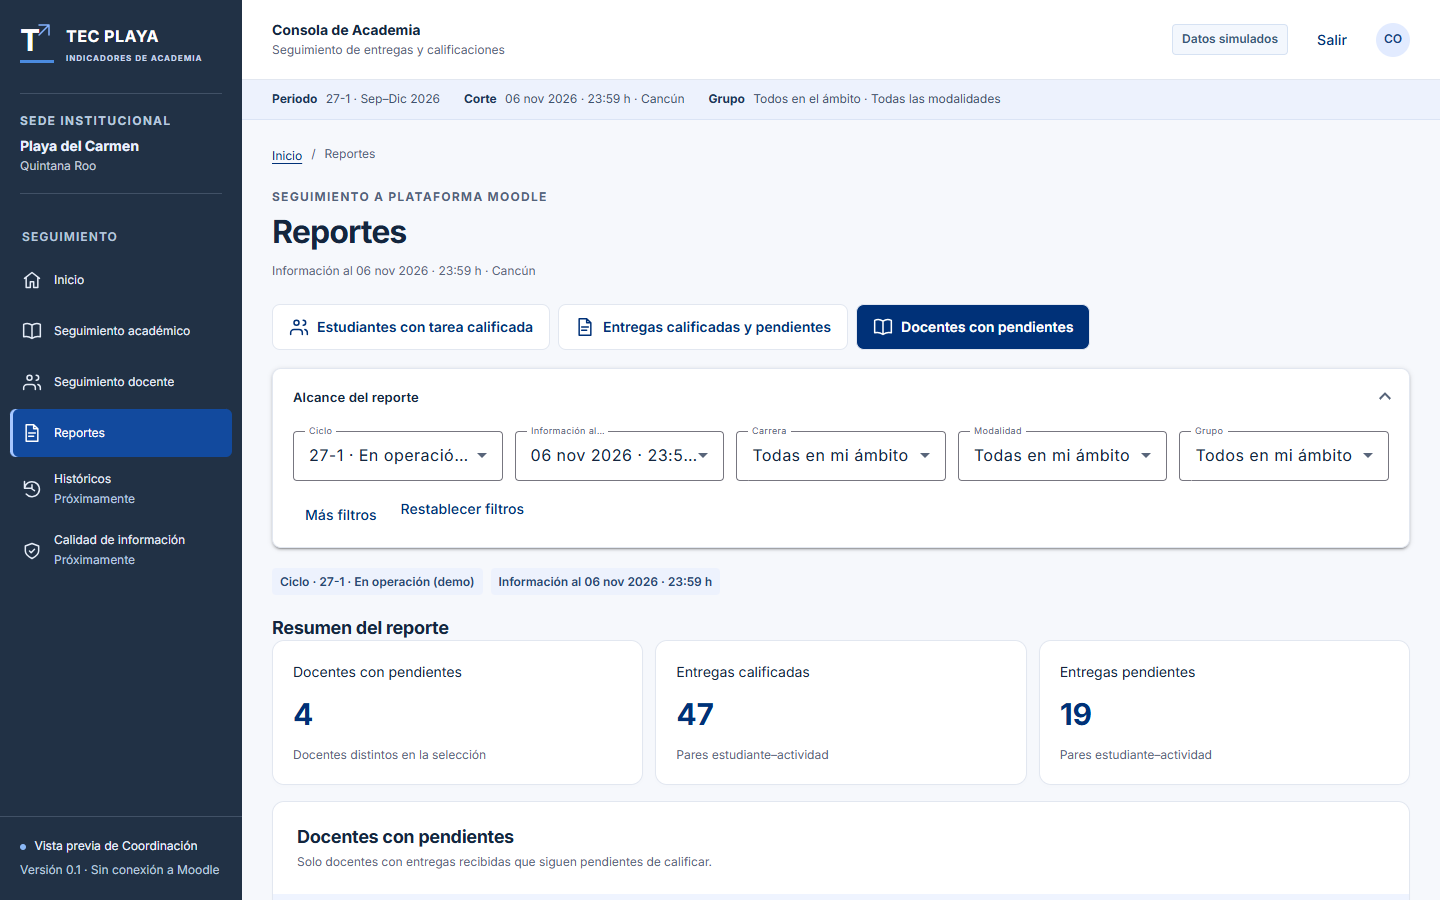 TEC PLAYA
INDICADORES DE ACADEMIA
SEDE INSTITUCIONAL
Playa del Carmen
Quintana Roo
SEGUIMIENTO
Inicio
Seguimiento académico
Seguimiento docente
Reportes
Históricos
Próximamente
Calidad de información
Próximamente
Vista previa de Coordinación
Versión 0.1 · Sin conexión a Moodle
Consola de Academia
Seguimiento de entregas y calificaciones
Datos simulados
Salir
CO
Periodo 27-1 · Sep–Dic 2026 Corte 06 nov 2026 · 23:59 h · Cancún Grupo Todos en el ámbito · Todas las modalidades
Inicio / Reportes
SEGUIMIENTO A PLATAFORMA MOODLE
Reportes
Información al 06 nov 2026 · 23:59 h · Cancún
Estudiantes con tarea calificada
Entregas calificadas y pendientes
Docentes con pendientes
Alcance del reporte
Ciclo
27-1 · En operació...
Información al...
06 nov 2026 · 23:5...
Carrera
Todas en mi ámbito
Modalidad
Todas en mi ámbito
Grupo
Todos en mi ámbito
Más filtros
Restablecer filtros
Ciclo · 27-1 · En operación (demo)
Información al 06 nov 2026 · 23:59 h
Resumen del reporte
Docentes con pendientes
4
Docentes distintos en la selección
Entregas calificadas
47
Pares estudiante–actividad
Entregas pendientes
19
Pares estudiante–actividad
Docentes con pendientes
Solo docentes con entregas recibidas que siguen pendientes de calificar.